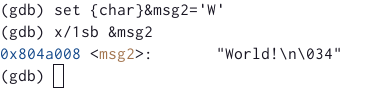 (gdb) set {char}&msg2='W'
(gdb) x/1sb &msg2
0x804a008 <msg2>: "World!\n\034"
(gdb)